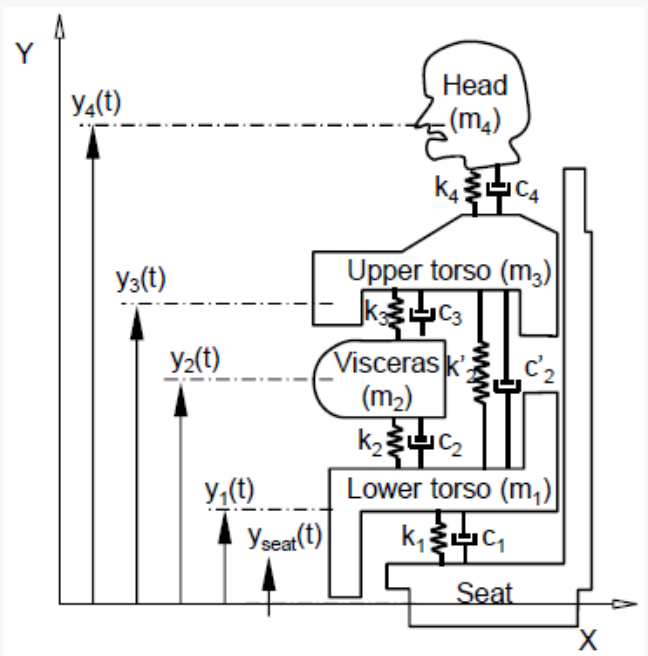 Y
Head
(m₄)
y₄(t)
k₄ c₄
Upper torso (m₃)
y₃(t)
k₃ c₃
y₂(t)
Visceras
(m₂)
k'₂ c'₂
k₂ c₂
y₁(t)
Lower torso (m₁)
yseat(t)
k₁ c₁
Seat
X